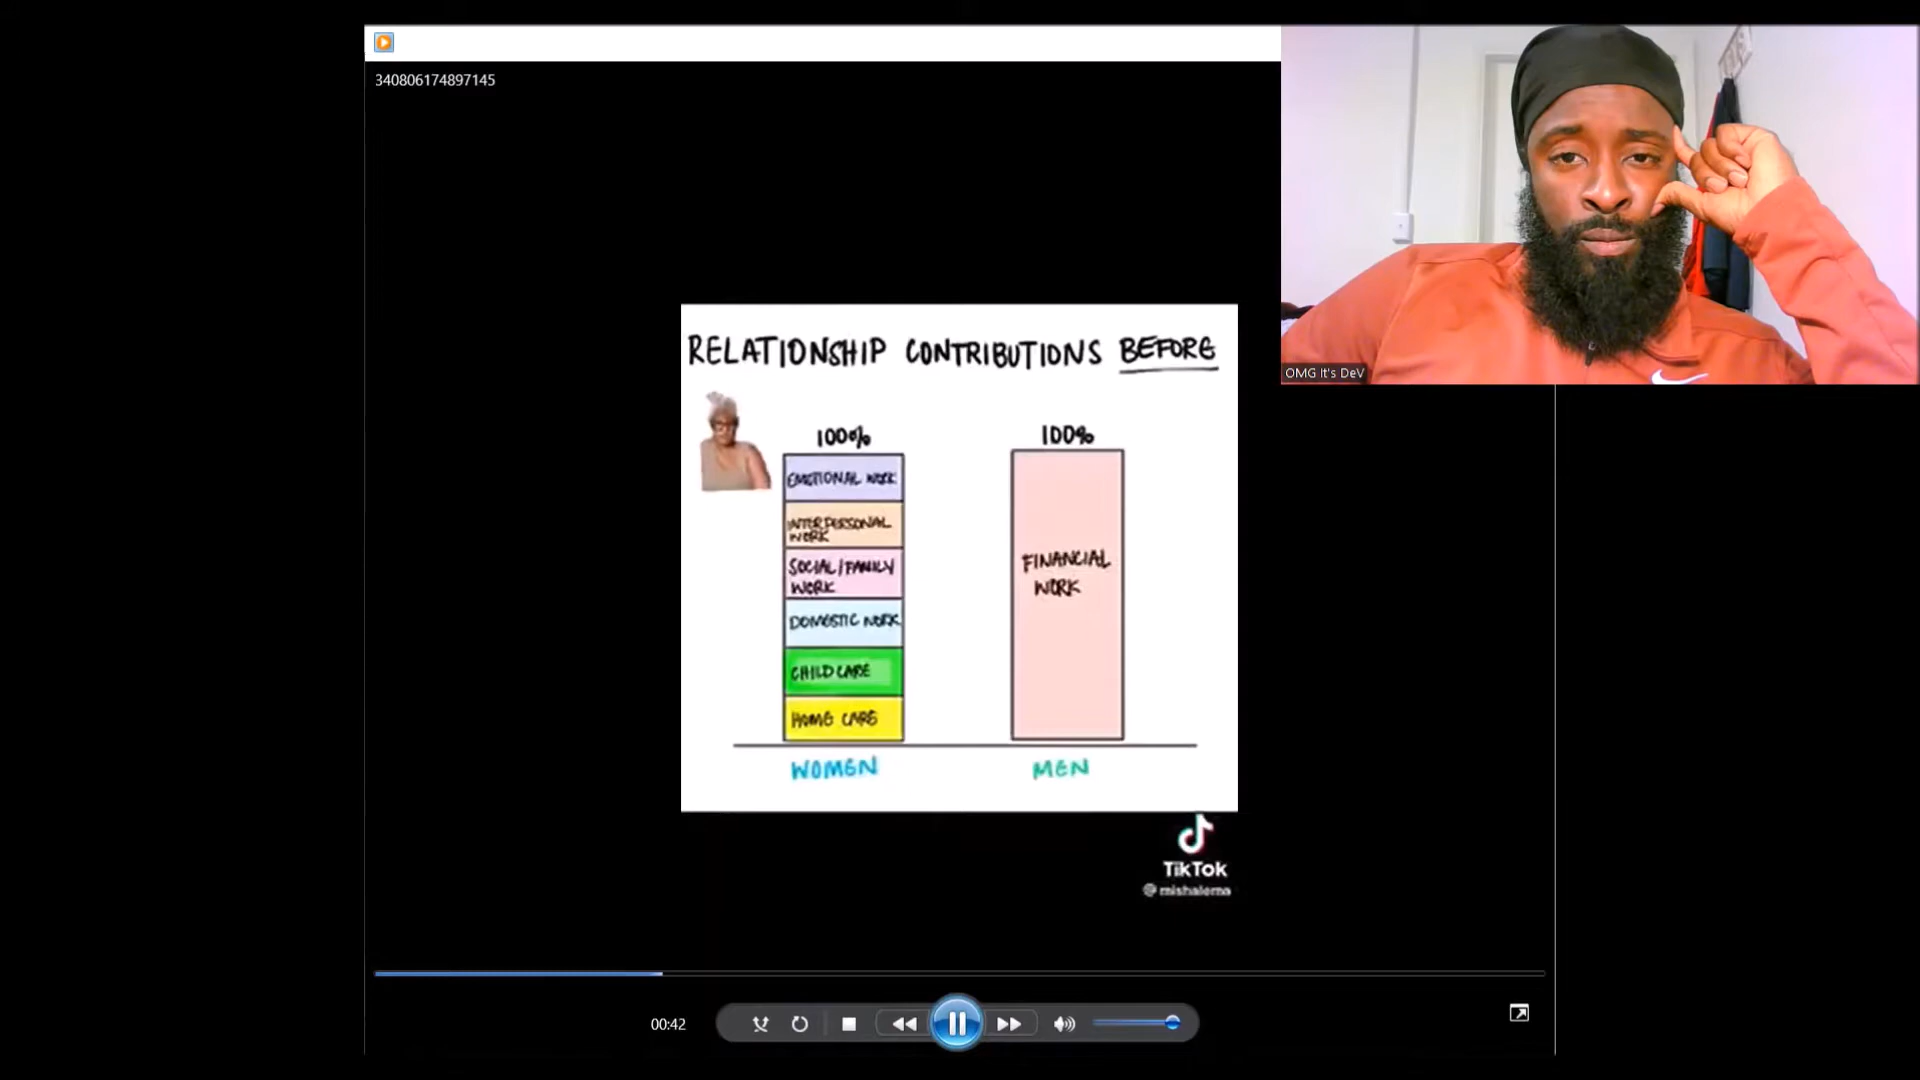 340806174897145
OMG It's DeV
RELATIONSHIP CONTRIBUTIONS BEFORE
100%
100%
EMOTIONAL WORK
INTERPERSONAL
WORK
SOCIAL/FAMILY
WORK
DOMESTIC WORK
CHILD CARE
HOME CARE
FINANCIAL
WORK
WOMEN
MEN
TikTok
@mishalema
00:42